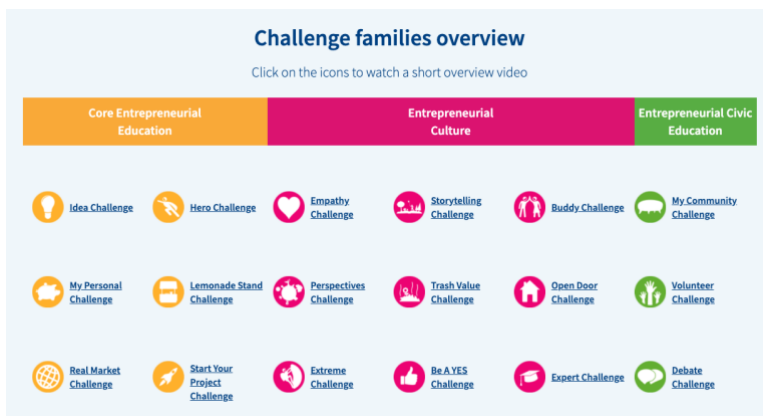 Challenge families overview
Click on the icons to watch a short overview video
Core Entrepreneurial
Education
Entrepreneurial
Culture
Entrepreneurial Civic
Education
Idea Challenge
Hero Challenge
Empathy
Challenge
Storytelling
Challenge
Buddy Challenge
My Community
Challenge
My Personal
Challenge
Lemonade Stand
Challenge
Perspectives
Challenge
Trash Value
Challenge
Open Door
Challenge
Volunteer
Challenge
Real Market
Challenge
Start Your
Project
Challenge
Extreme
Challenge
Be A YES
Challenge
Expert Challenge
Debate
Challenge